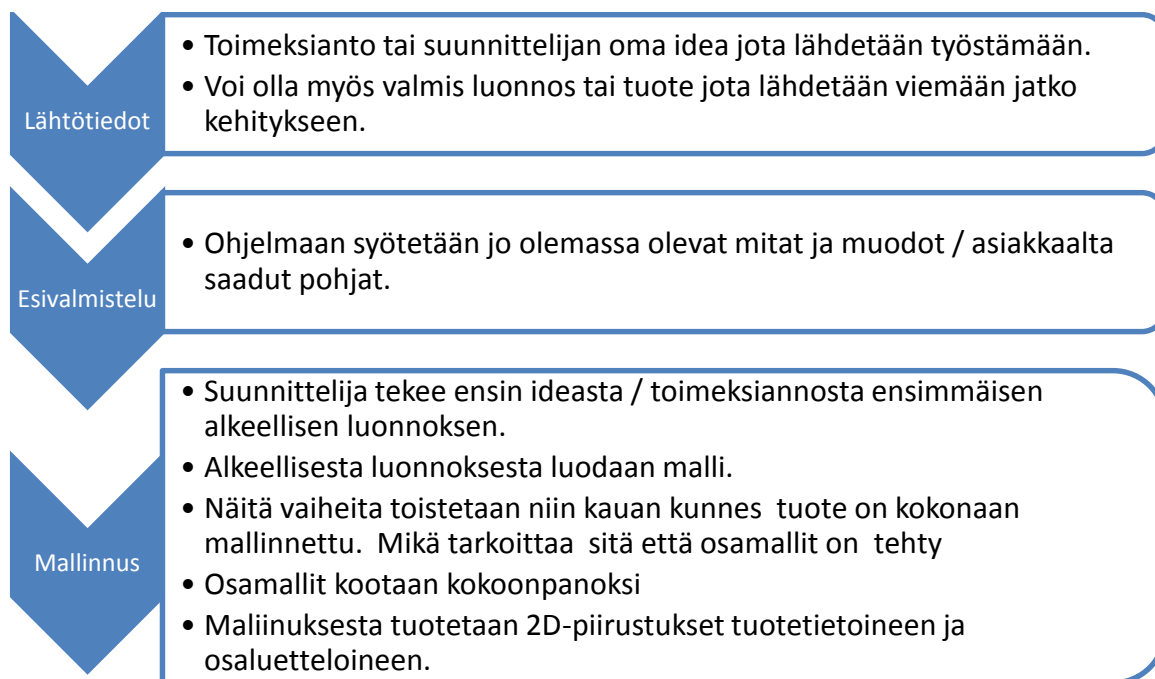 Lähtötiedot
• Toimeksianto tai suunnittelijan oma idea jota lähdetään työstämään.
• Voi olla myös valmis luonnos tai tuote jota lähdetään viemään jatko
kehitykseen.
Esivalmistelu
• Ohjelmaan syötetään jo olemassa olevat mitat ja muodot / asiakkaalta
saadut pohjat.
Mallinnus
• Suunnittelija tekee ensin ideasta / toimeksiannosta ensimmäisen
alkeellisen luonnoksen.
• Alkeellisesta luonnoksesta luodaan malli.
• Näitä vaiheita toistetaan niin kauan kunnes tuote on kokonaan
mallinnettu. Mikä tarkoittaa sitä että osamallit on tehty
• Osamallit kootaan kokoonpanoksi
• Maliinuksesta tuotetaan 2D-piirustukset tuotetietoineen ja
osaluetteloineen.